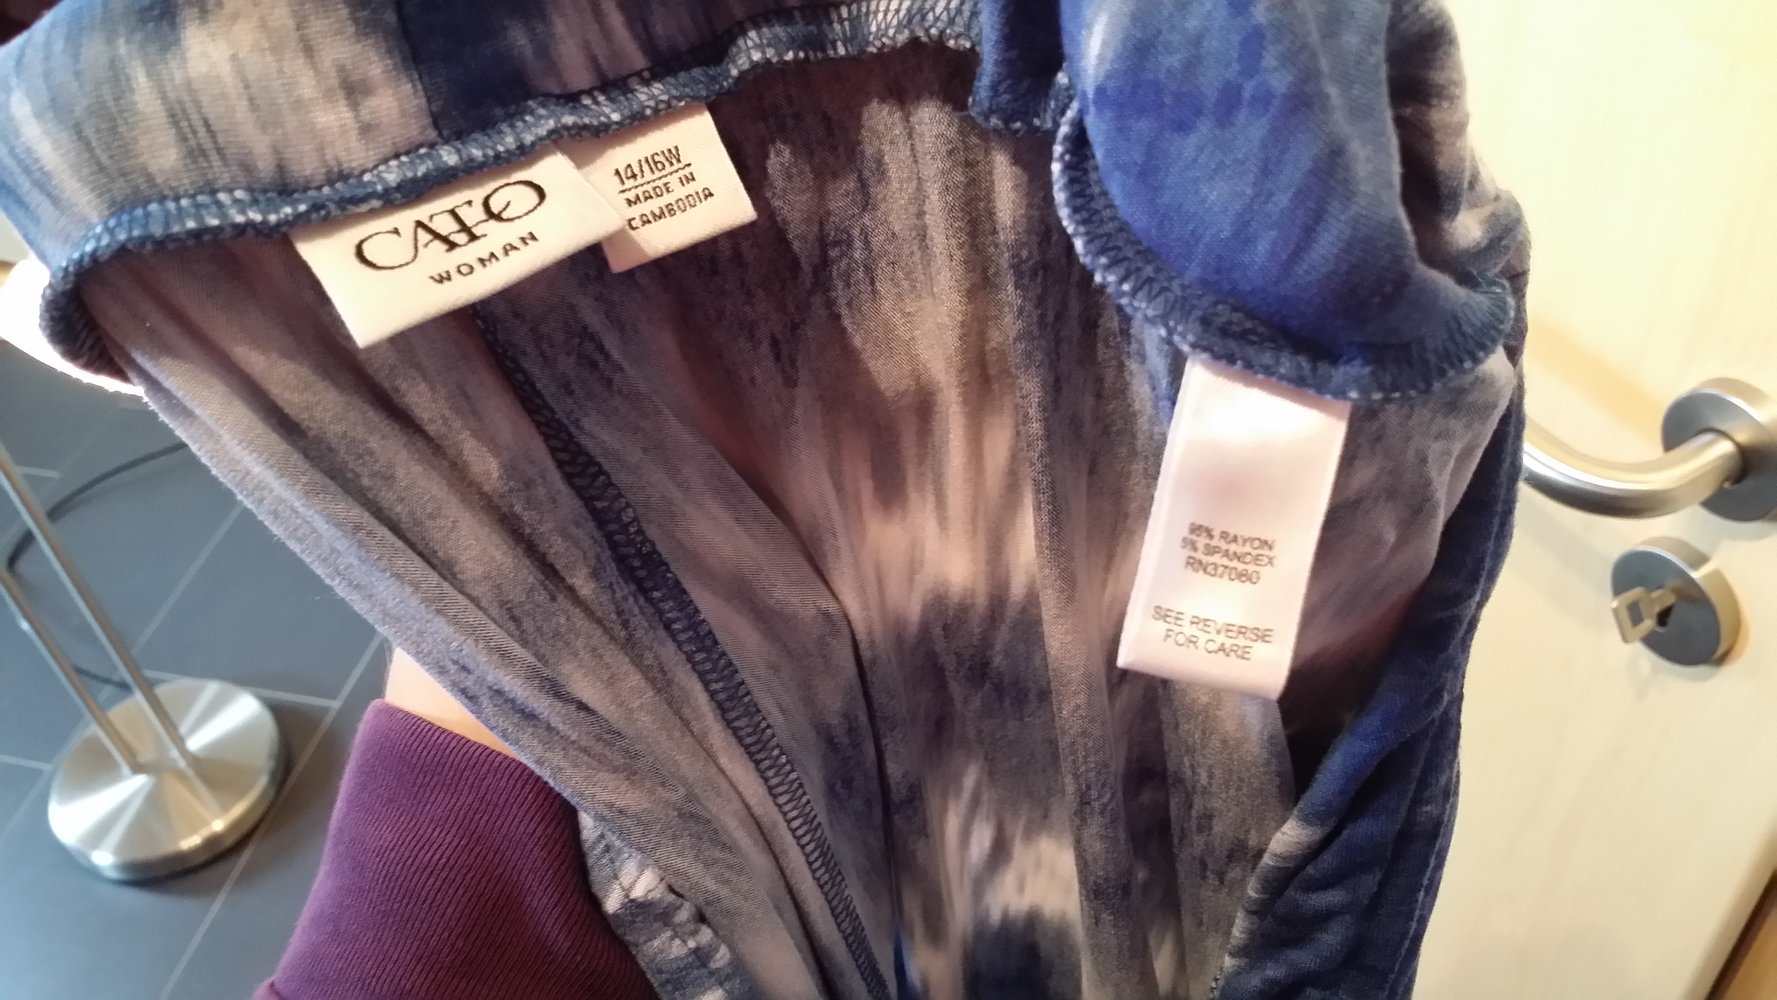 CATO
WOMAN
14/16W
MADE IN
CAMBODIA
95% RAYON
5% SPANDEX
RN37080
SEE REVERSE
FOR CARE